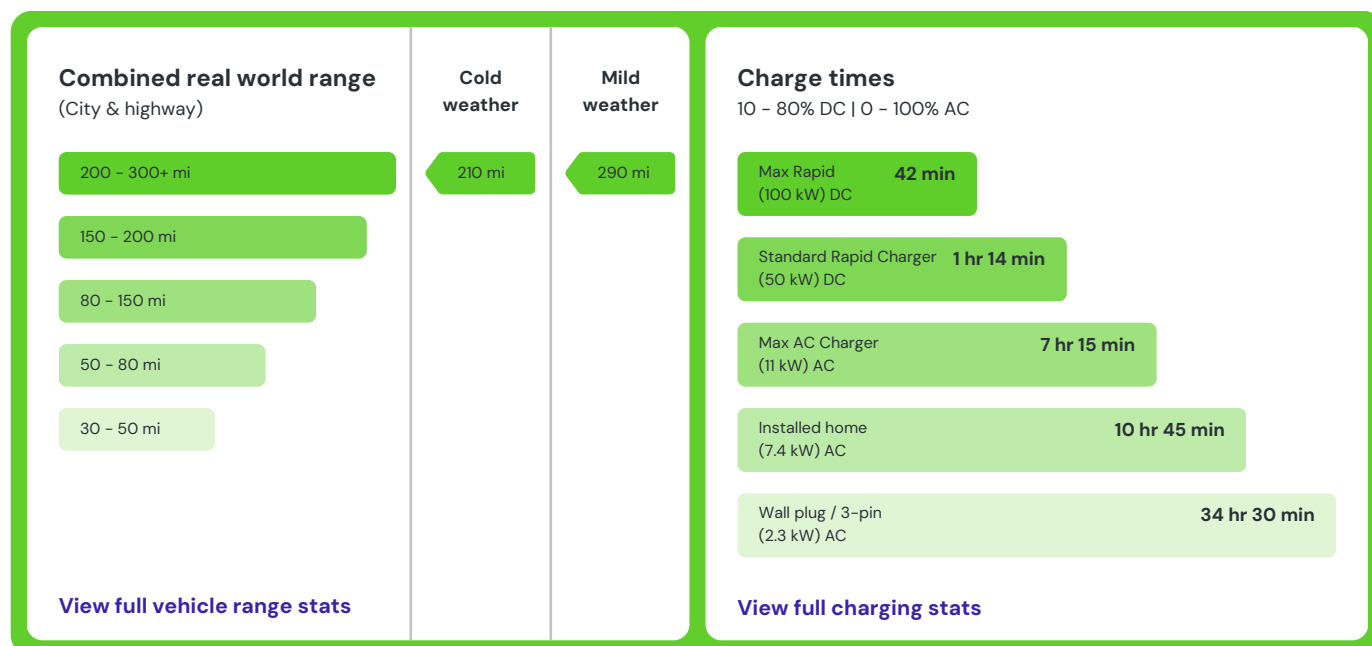 Combined real world range
(City & highway)
Cold
weather
Mild
weather
200 - 300+ mi
210 mi
290 mi
150 - 200 mi
80 - 150 mi
50 - 80 mi
30 - 50 mi
View full vehicle range stats
Charge times
10 - 80% DC | 0 - 100% AC
Max Rapid
(100 kW) DC
42 min
Standard Rapid Charger
(50 kW) DC
1 hr 14 min
Max AC Charger
(11 kW) AC
7 hr 15 min
Installed home
(7.4 kW) AC
10 hr 45 min
Wall plug / 3-pin
(2.3 kW) AC
34 hr 30 min
View full charging stats